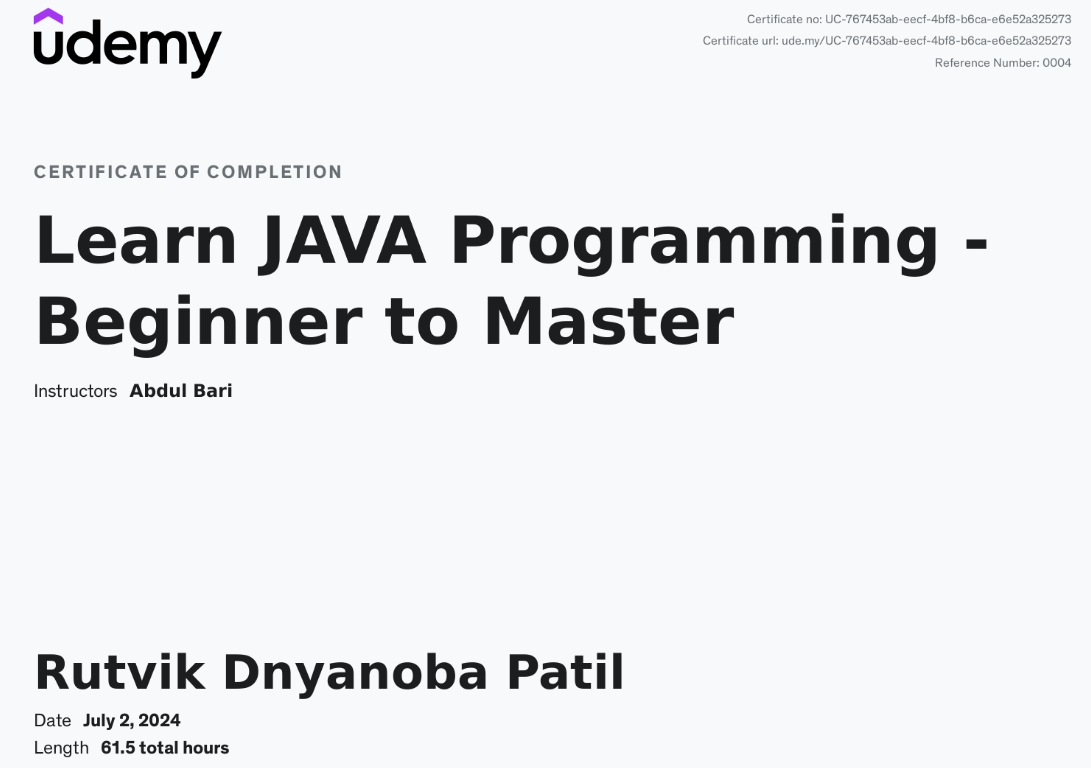 udemy
Certificate no: UC-767453ab-eecf-4bf8-b6ca-e6e52a325273
Certificate url: ude.my/UC-767453ab-eecf-4bf8-b6ca-e6e52a325273
Reference Number: 0004
CERTIFICATE OF COMPLETION
Learn JAVA Programming -
Beginner to Master
Instructors Abdul Bari
Rutvik Dnyanoba Patil
Date July 2, 2024
Length 61.5 total hours